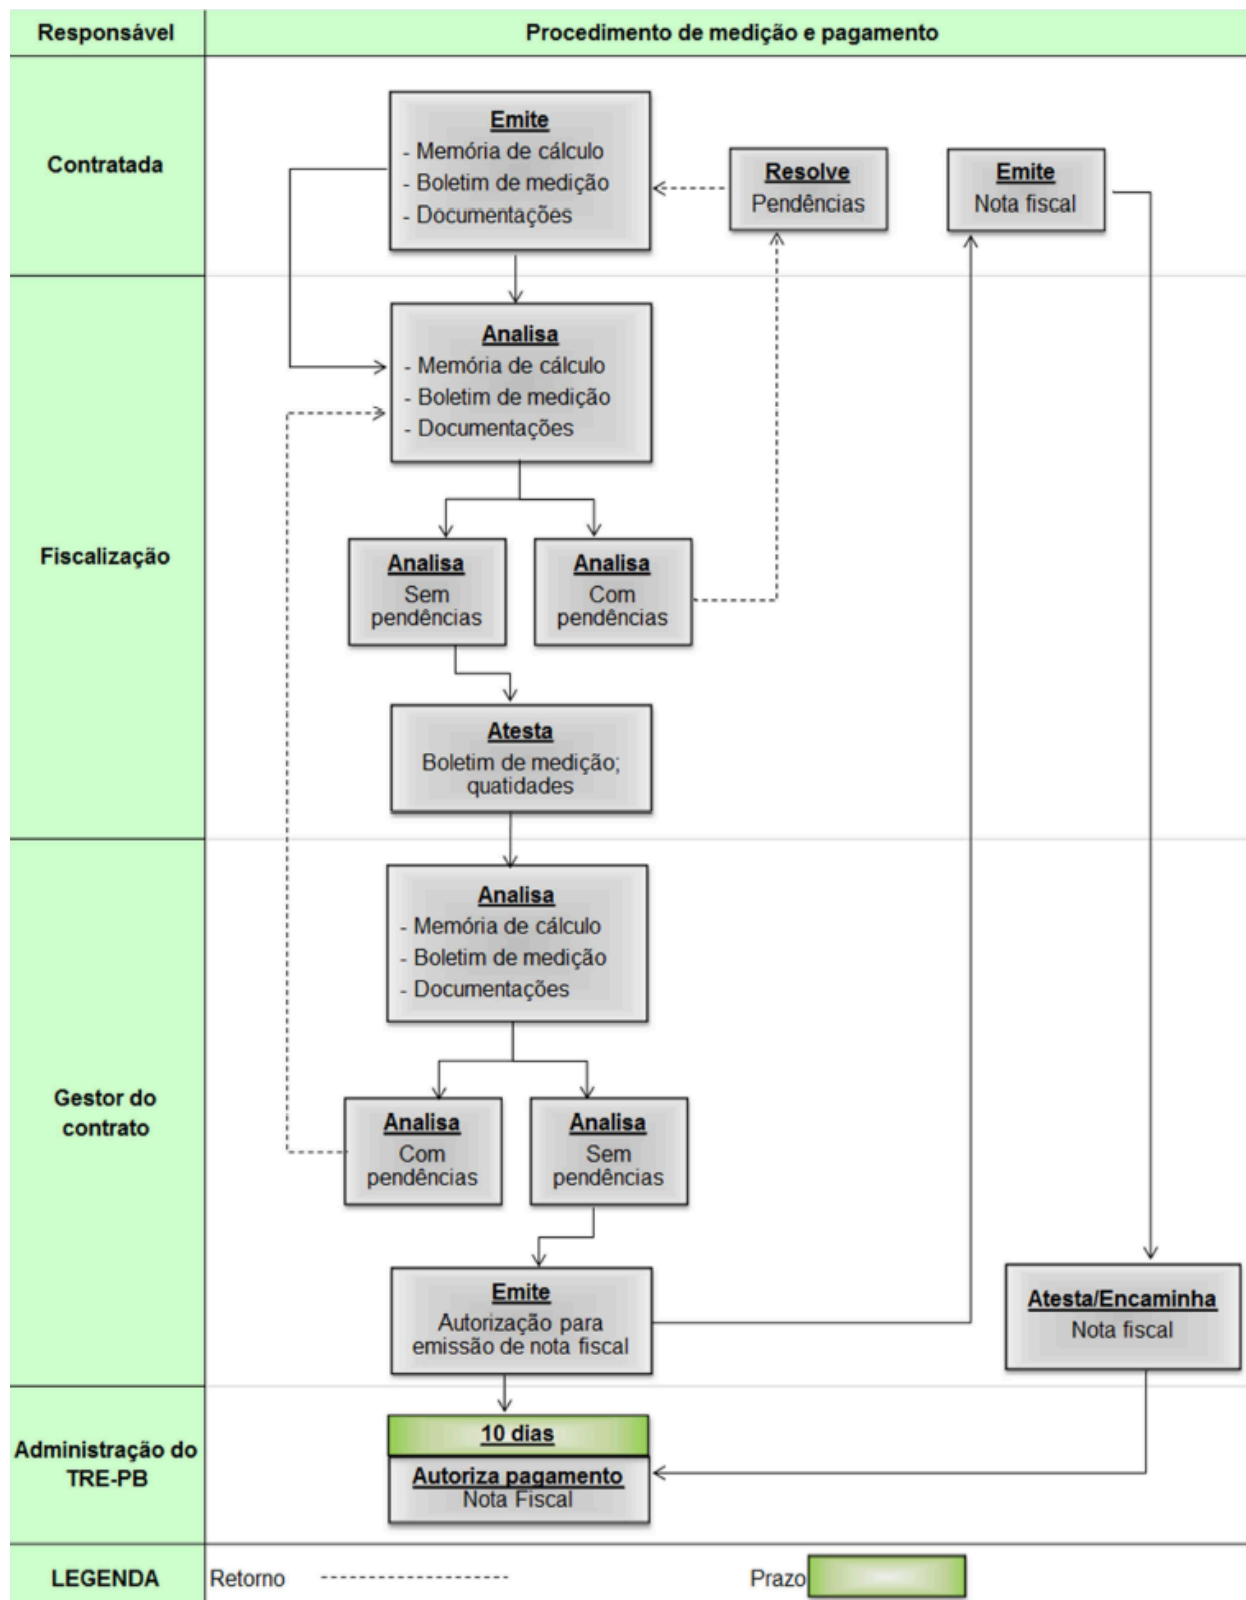 Responsável
Procedimento de medição e pagamento
Contratada
Emite
- Memória de cálculo
- Boletim de medição
- Documentações
Resolve
Pendências
Emite
Nota fiscal
Fiscalização
Analisa
- Memória de cálculo
- Boletim de medição
- Documentações
Analisa
Sem
pendências
Analisa
Com
pendências
Atesta
Boletim de medição;
quatidades
Gestor do
contrato
Analisa
- Memória de cálculo
- Boletim de medição
- Documentações
Analisa
Com
pendências
Analisa
Sem
pendências
Emite
Autorização para
emissão de nota fiscal
Atesta/Encaminha
Nota fiscal
Administração do
TRE-PB
10 dias
Autoriza pagamento
Nota Fiscal
LEGENDA
Retorno
Prazo